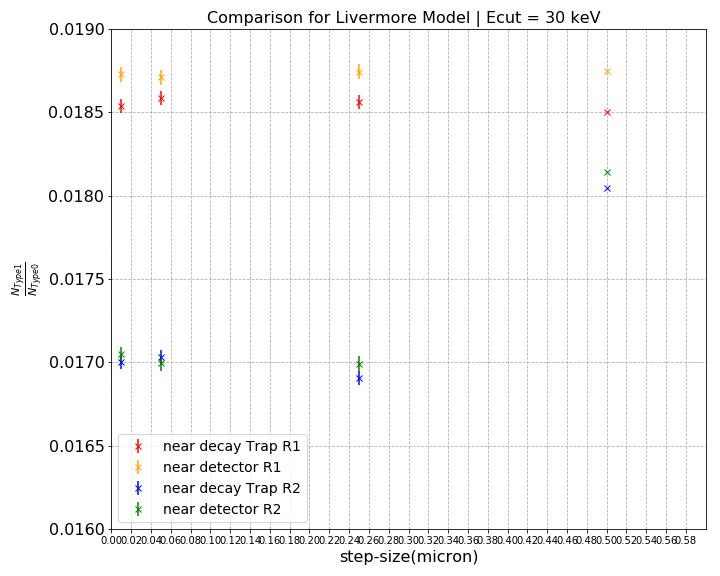 Comparison for Livermore Model | Ecut = 30 keV
0.0190
0.0185
0.0180
0.0175
0.0170
0.0165
0.0160
N_Type1
N_Type0
near decay Trap R1
near detector R1
near decay Trap R2
near detector R2
0.00 0.02 0.04 0.06 0.08 0.10 0.12 0.14 0.16 0.18 0.20 0.22 0.24 0.26 0.28 0.30 0.32 0.34 0.36 0.38 0.40 0.42 0.44 0.46 0.48 0.50 0.52 0.54 0.56 0.58
step-size(micron)